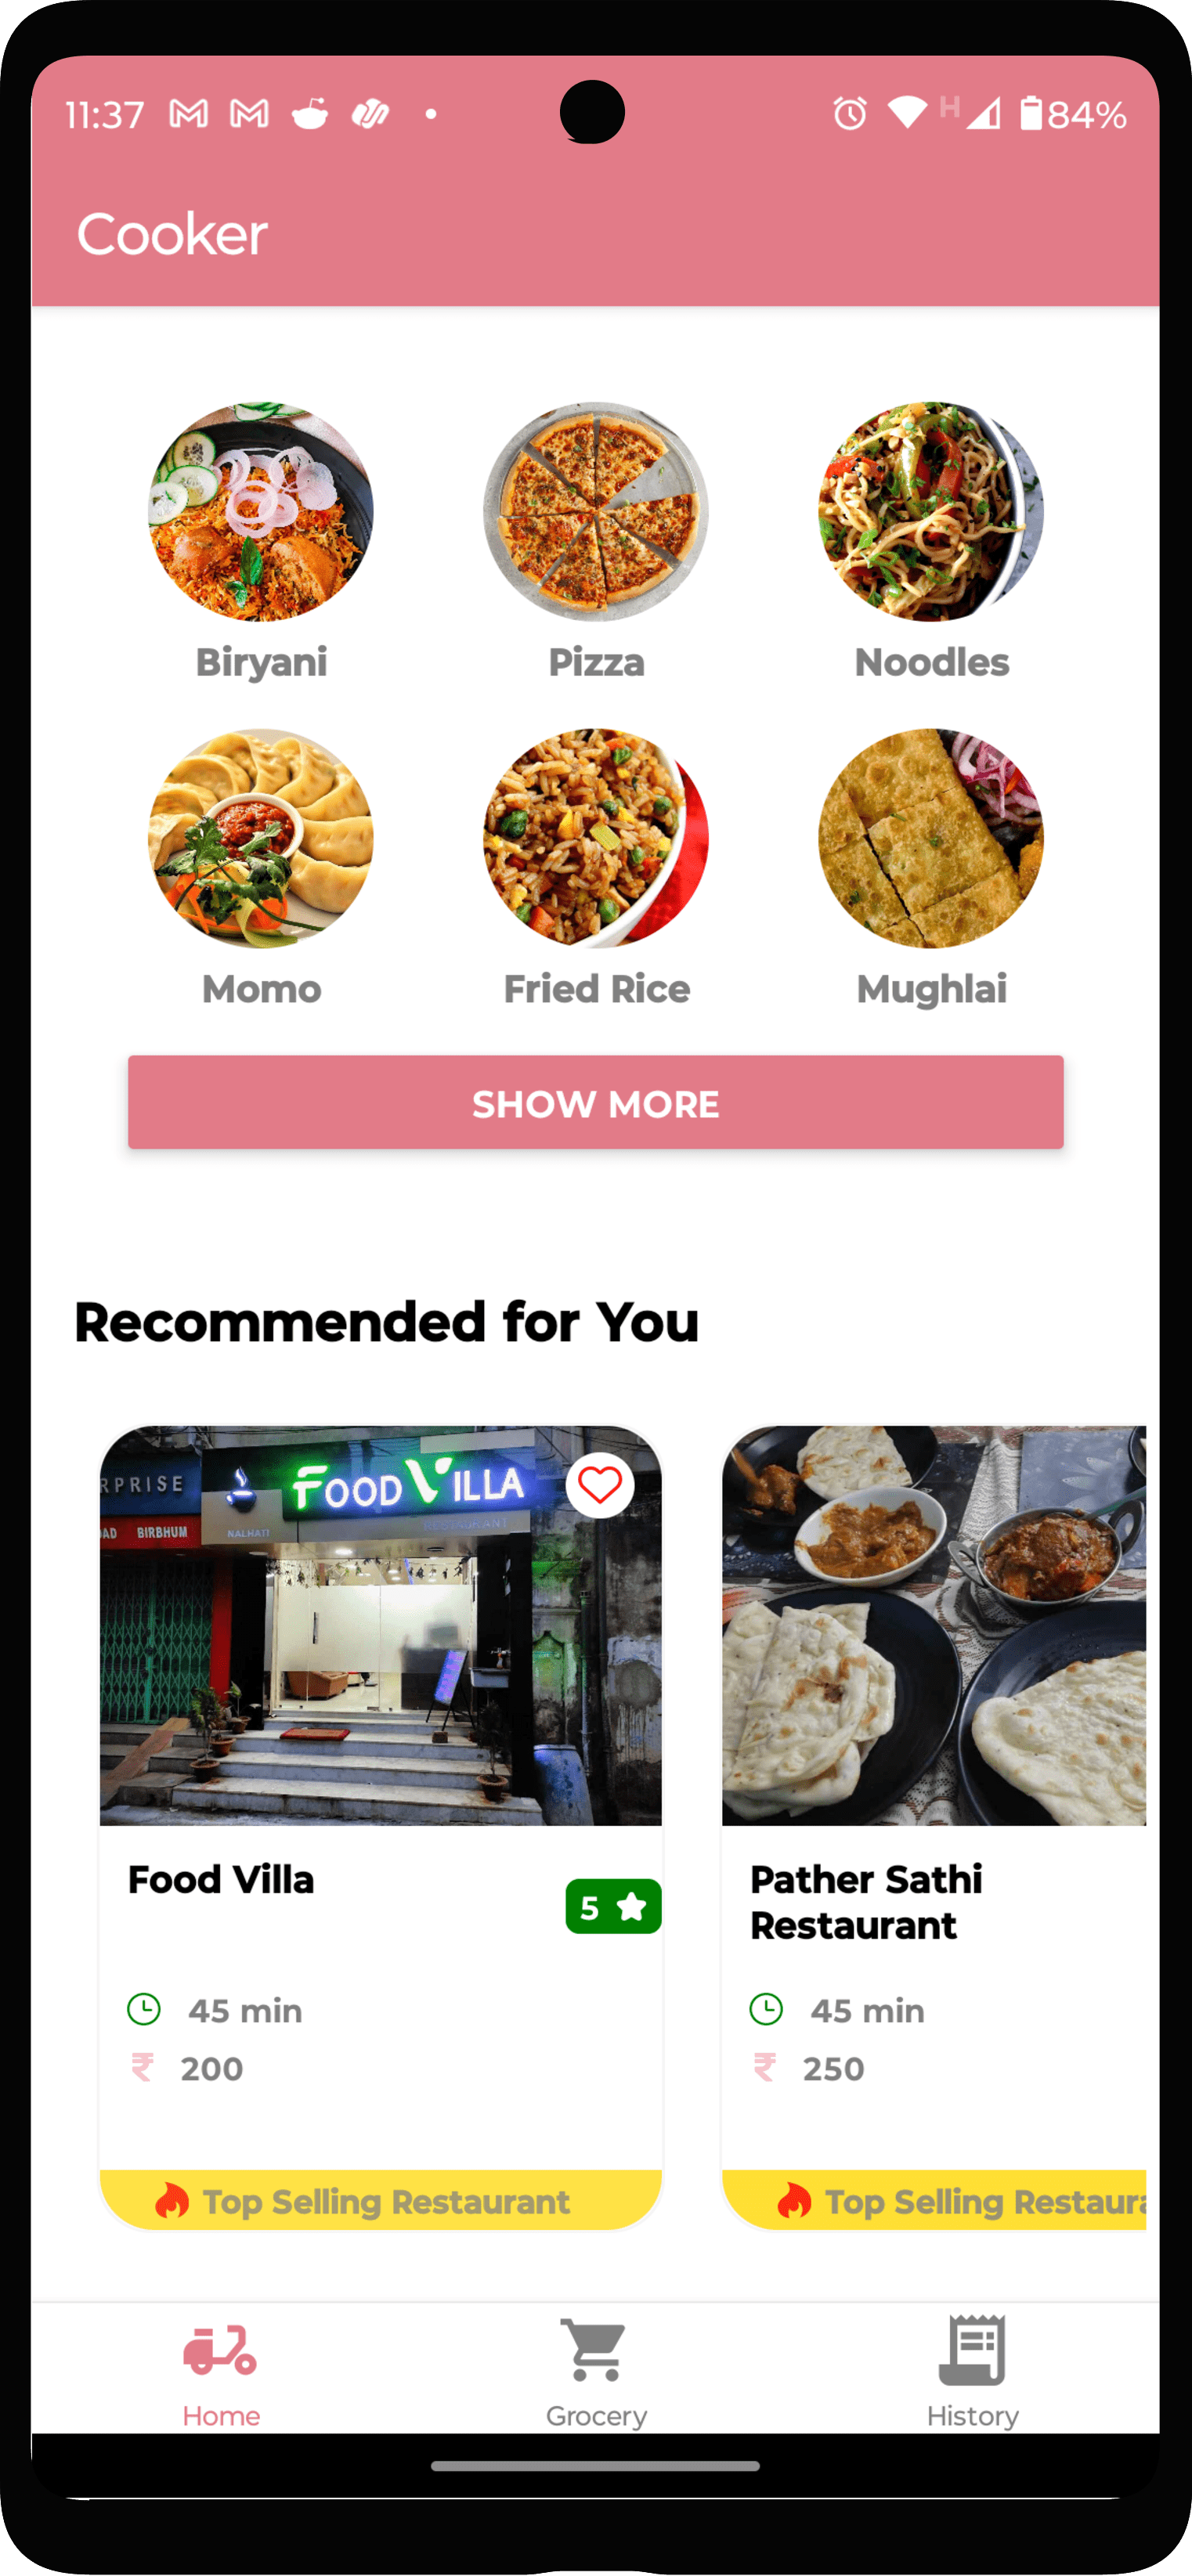 11:37
H
84%
Cooker
Biryani
Pizza
Noodles
Momo
Fried Rice
Mughlai
SHOW MORE
Recommended for You
RPRISE
FOOD VILLA
RESTAURANT
AD BIRBHUM
NALHATI
Food Villa
5
45 min
₹ 200
Top Selling Restaurant
Pather Sathi
Restaurant
45 min
₹ 250
Top Selling Restaura
Home
Grocery
History